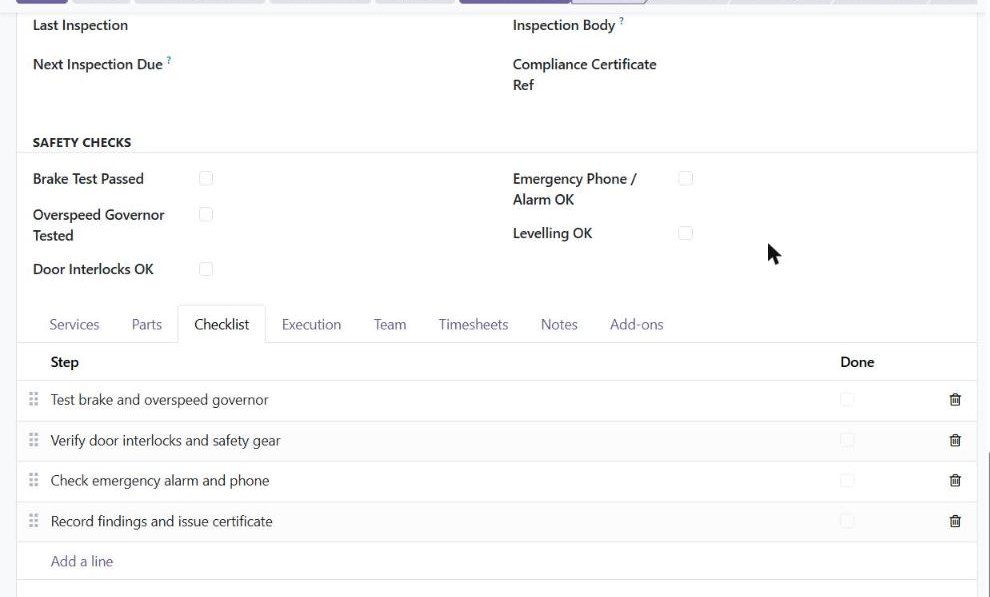 Last Inspection
Inspection Body ?
Next Inspection Due ?
Compliance Certificate
Ref
SAFETY CHECKS
Brake Test Passed
Emergency Phone /
Alarm OK
Overspeed Governor
Tested
Levelling OK
Door Interlocks OK
Services Parts Checklist Execution Team Timesheets Notes Add-ons
Step Done
Test brake and overspeed governor
Verify door interlocks and safety gear
Check emergency alarm and phone
Record findings and issue certificate
Add a line